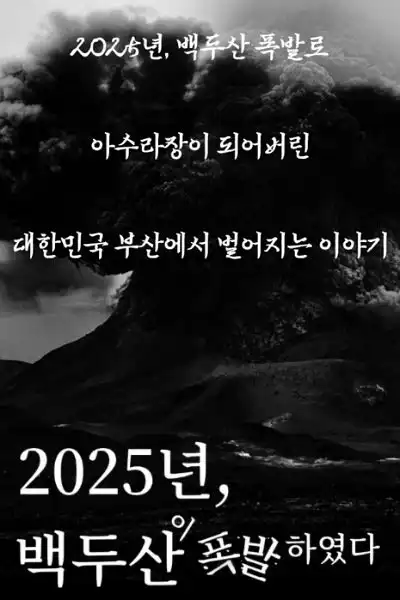 2025년, 백두산 폭발로
아수라장이 되어버린
대한민국 부산에서 벌어지는 이야기
2025년,
백두산이 폭발하였다